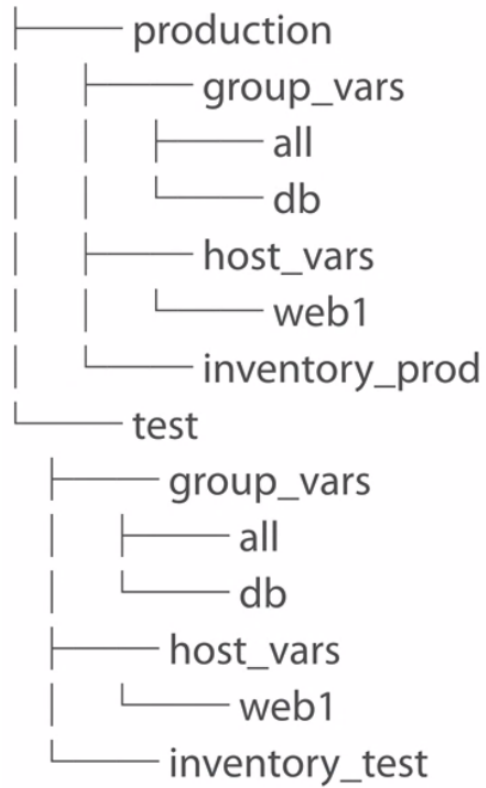 production
group_vars
all
db
host_vars
web1
inventory_prod
test
group_vars
all
db
host_vars
web1
inventory_test